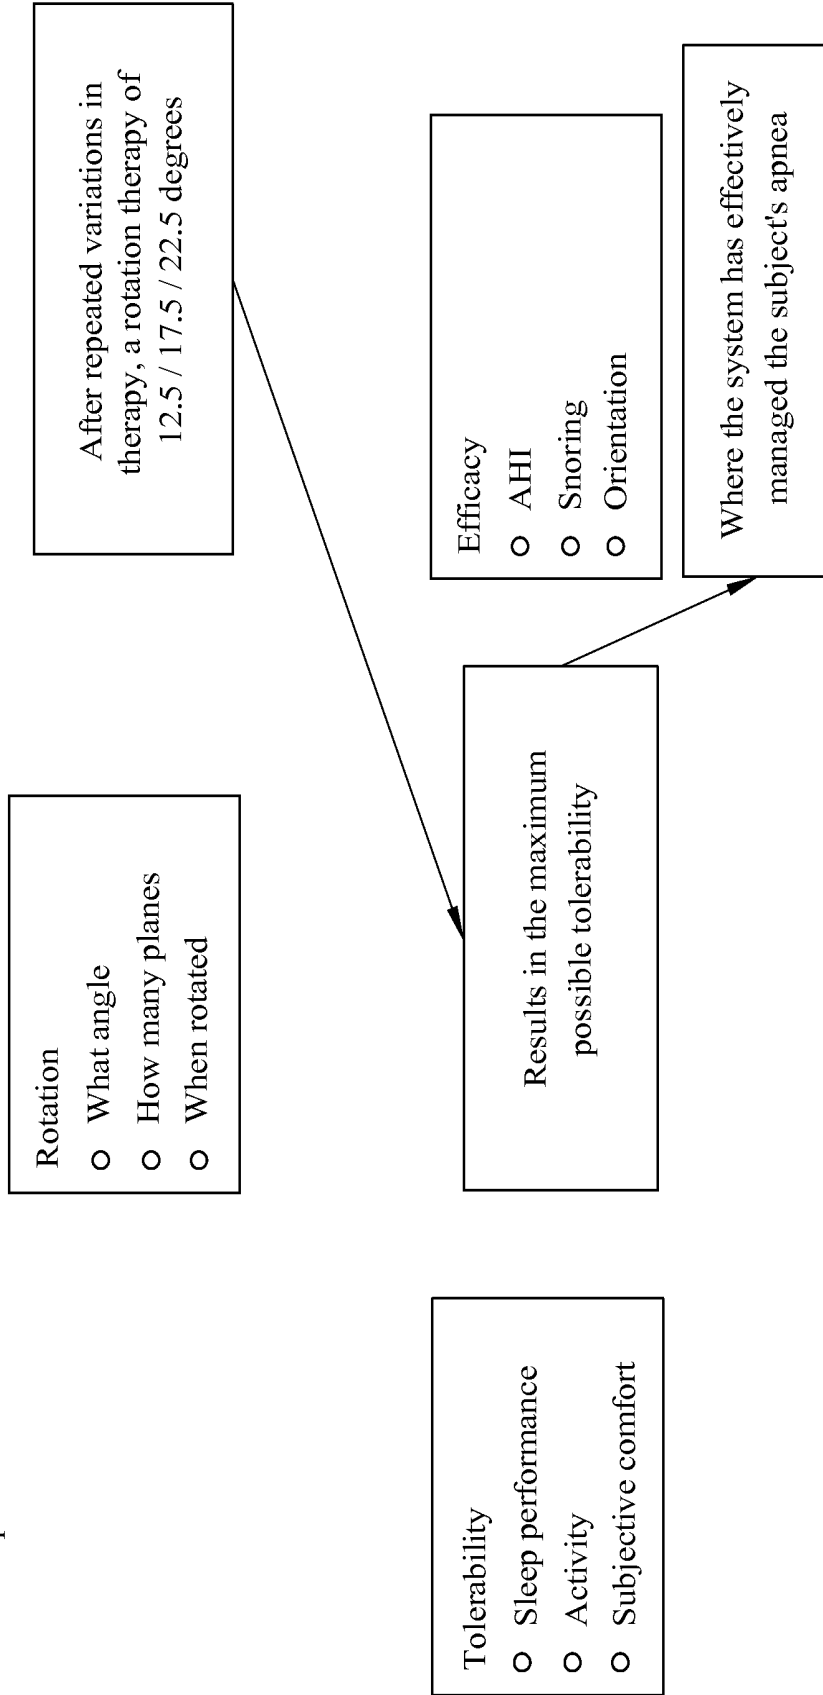 Rotation
What angle
How many planes
When rotated
After repeated variations in
therapy, a rotation therapy of
12.5 / 17.5 / 22.5 degrees
Tolerability
Sleep performance
Activity
Subjective comfort
Results in the maximum
possible tolerability
Efficacy
AHI
Snoring
Orientation
Where the system has effectively
managed the subject's apnea